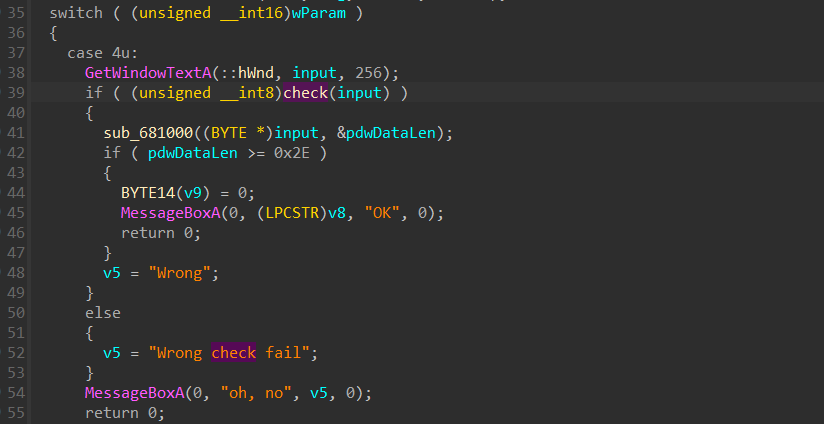 35 switch ( (unsigned __int16)wParam )
36 {
37 case 4u:
38 GetWindowTextA(::hWnd, input, 256);
39 if ( (unsigned __int8)check(input) )
40 {
41 sub_681000((BYTE *)input, &pdwDataLen);
42 if ( pdwDataLen >= 0x2E )
43 {
44 BYTE14(v9) = 0;
45 MessageBoxA(0, (LPCSTR)v8, "OK", 0);
46 return 0;
47 }
48 v5 = "Wrong";
49 }
50 else
51 {
52 v5 = "Wrong check fail";
53 }
54 MessageBoxA(0, "oh, no", v5, 0);
55 return 0;